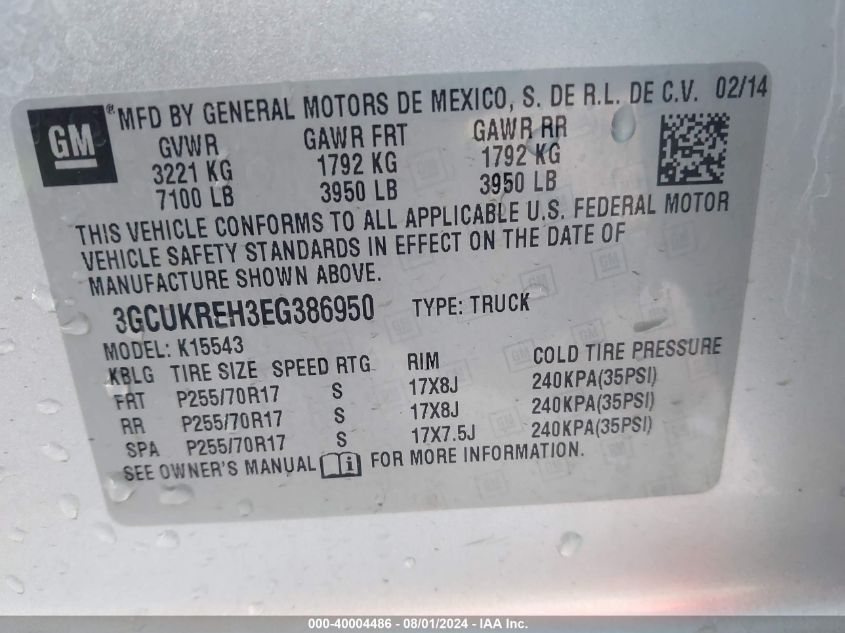 GM ® MFD BY GENERAL MOTORS DE MEXICO, S. DE R.L. DE C.V. 02/14
GVWR GAWR FRT GAWR RR
3221 KG 1792 KG 1792 KG
7100 LB 3950 LB 3950 LB
THIS VEHICLE CONFORMS TO ALL APPLICABLE U.S. FEDERAL MOTOR
VEHICLE SAFETY STANDARDS IN EFFECT ON THE DATE OF
MANUFACTURE SHOWN ABOVE.
3GCUKREH3EG386950 TYPE: TRUCK
MODEL: K15543
KBLG TIRE SIZE SPEED RTG RIM COLD TIRE PRESSURE
FRT P255/70R17 S 17X8J 240KPA(35PSI)
RR P255/70R17 S 17X8J 240KPA(35PSI)
SPA P255/70R17 S 17X7.5J 240KPA(35PSI)
SEE OWNER'S MANUAL FOR MORE INFORMATION.
000-40004486 - 08/01/2024 - IAA Inc.